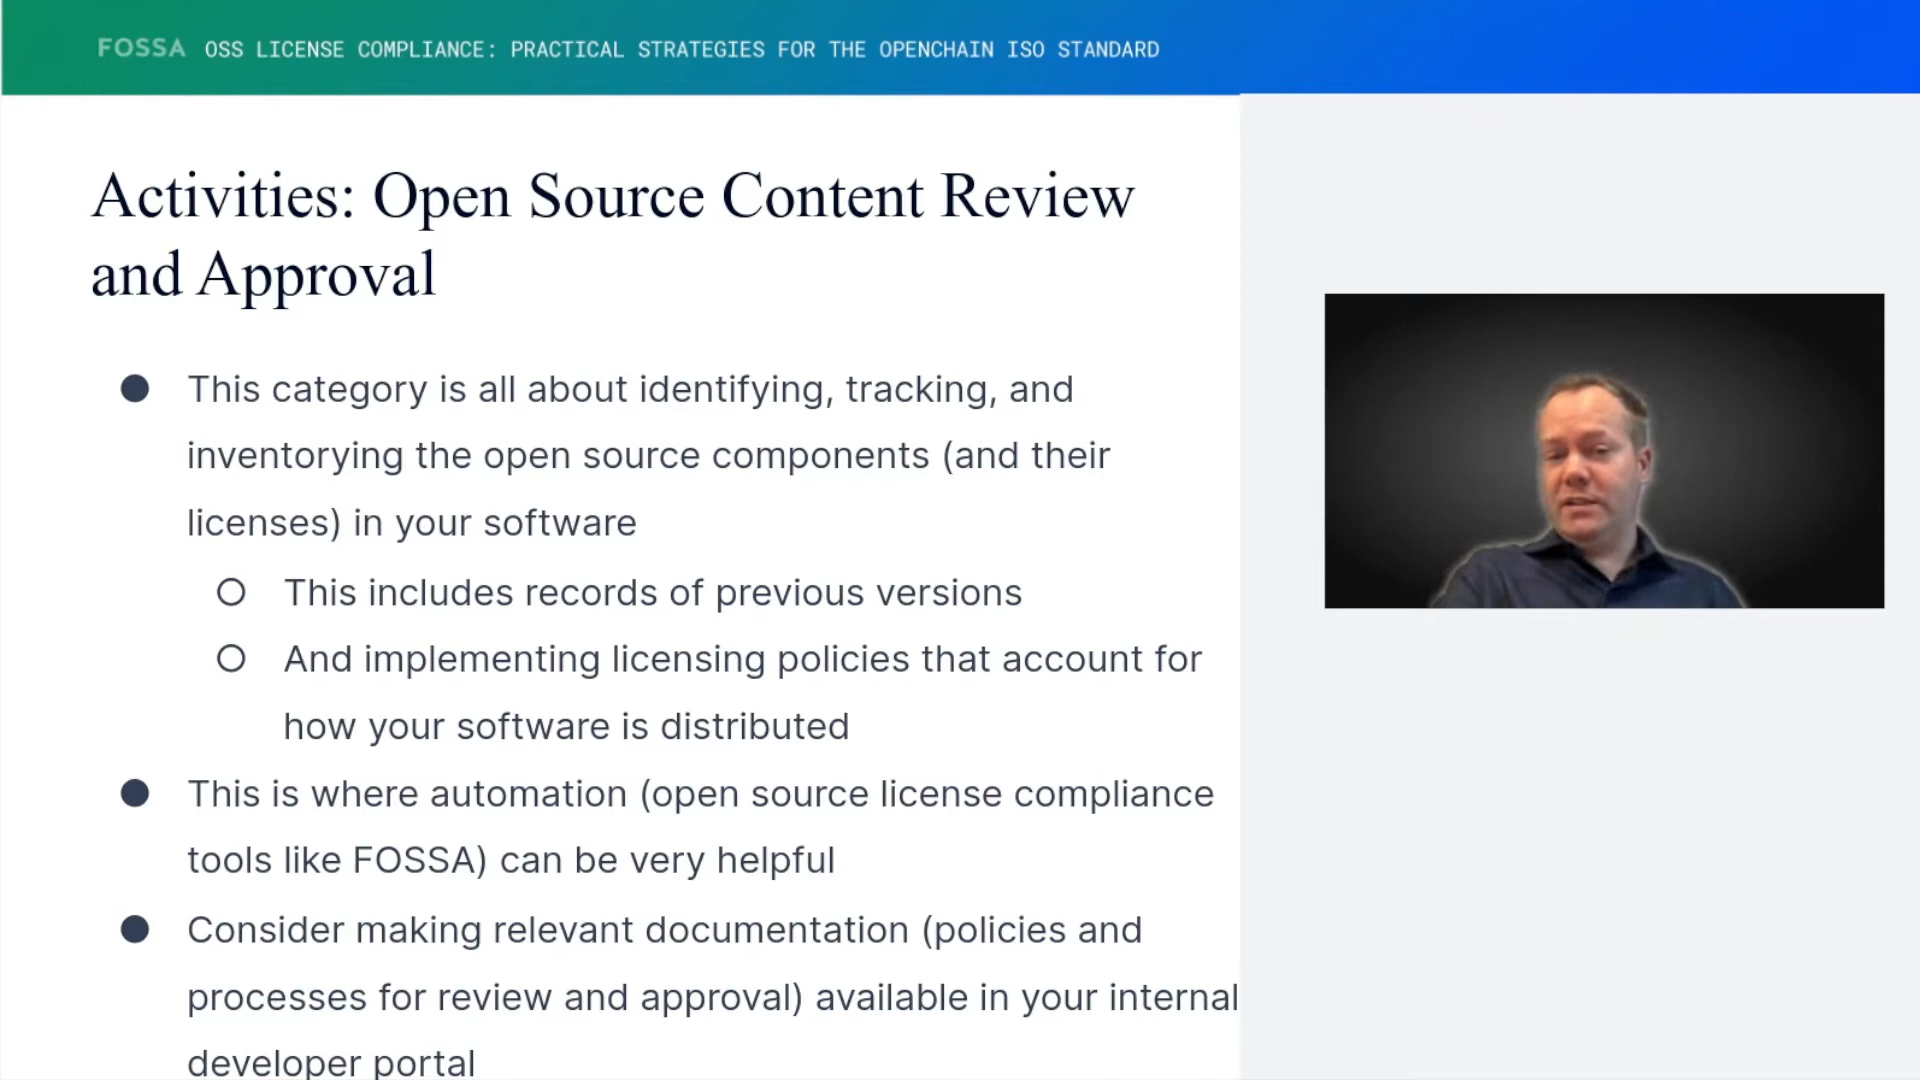 FOSSA OSS LICENSE COMPLIANCE: PRACTICAL STRATEGIES FOR THE OPENCHAIN ISO STANDARD
Activities: Open Source Content Review
and Approval
● This category is all about identifying, tracking, and
inventorying the open source components (and their
licenses) in your software
○ This includes records of previous versions
○ And implementing licensing policies that account for
how your software is distributed
● This is where automation (open source license compliance
tools like FOSSA) can be very helpful
● Consider making relevant documentation (policies and
processes for review and approval) available in your internal
developer portal